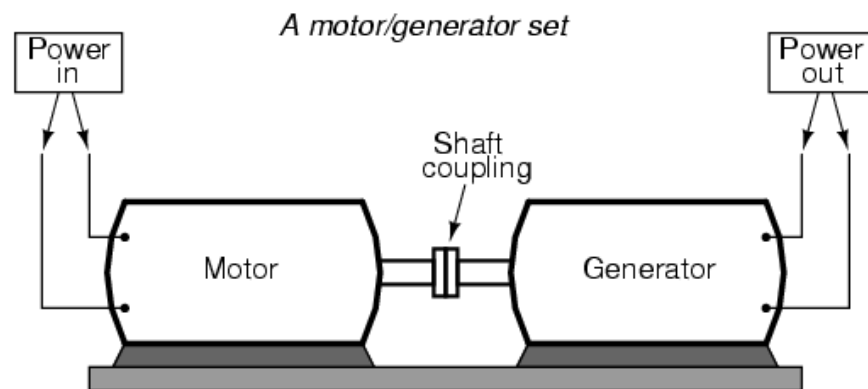 A motor/generator set
Power
in
Power
out
Shaft
coupling
Motor
Generator